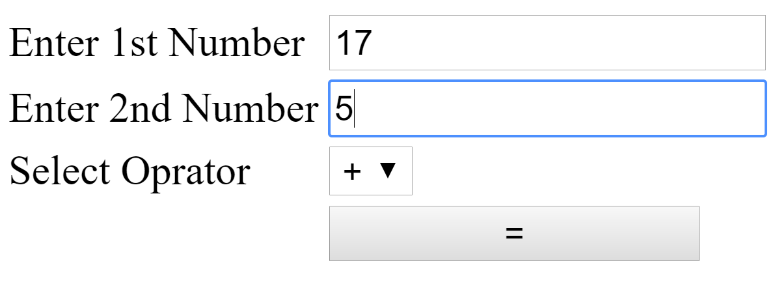 Enter 1st Number 17
Enter 2nd Number 5
Select Oprator + ▼
=